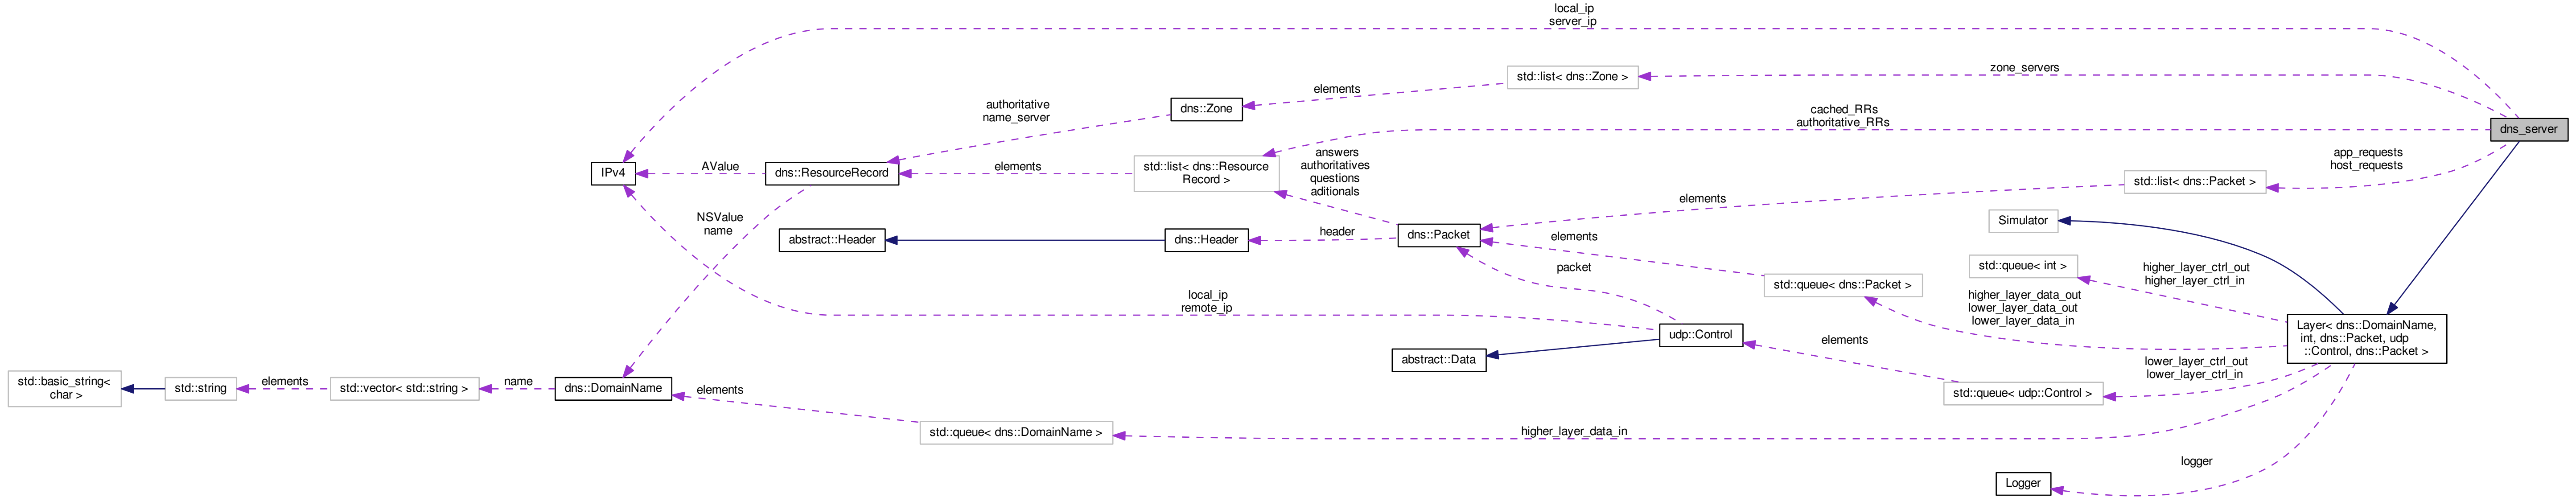 local_ip
server_ip
zone_servers
std::list< dns::Zone >
elements
dns::Zone
authoritative
name_server
cached_RRs
authoritative_RRs
dns_server
app_requests
host_requests
std::list< dns::Packet >
IPv4
AValue
dns::ResourceRecord
elements
std::list< dns::Resource
Record >
answers
authoritatives
questions
aditionals
elements
NSValue
name
abstract::Header
dns::Header
header
dns::Packet
elements
packet
Simulator
std::queue< int >
higher_layer_ctrl_out
higher_layer_ctrl_in
std::queue< dns::Packet >
higher_layer_data_out
lower_layer_data_out
lower_layer_data_in
local_ip
remote_ip
udp::Control
Layer< dns::DomainName,
int, dns::Packet, udp
::Control, dns::Packet >
abstract::Data
elements
lower_layer_ctrl_out
lower_layer_ctrl_in
std::queue< udp::Control >
std::basic_string<
char >
std::string
elements
std::vector< std::string >
name
dns::DomainName
elements
std::queue< dns::DomainName >
higher_layer_data_in
logger
Logger